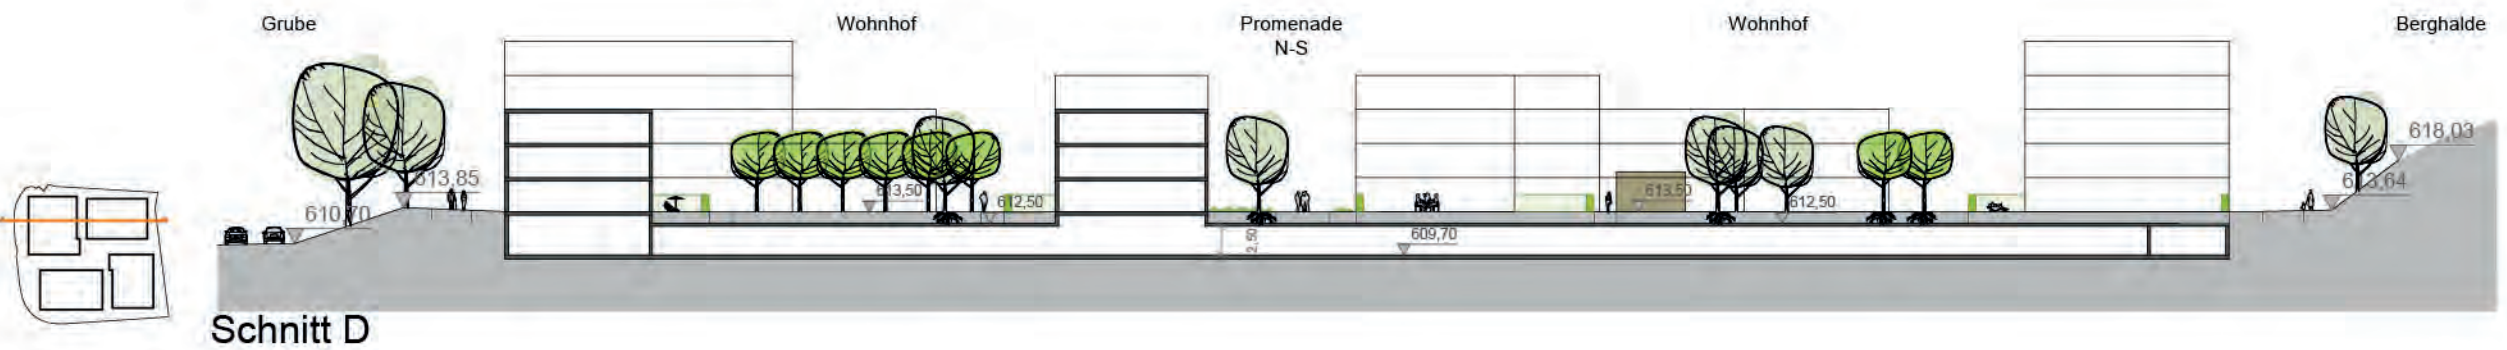 Grube
Wohnhof
Promenade
N-S
Wohnhof
Berghalde
618,03
613,85
613,64
613,50
612,50
613,50
612,50
610,70
609,70
2,50
Schnitt D